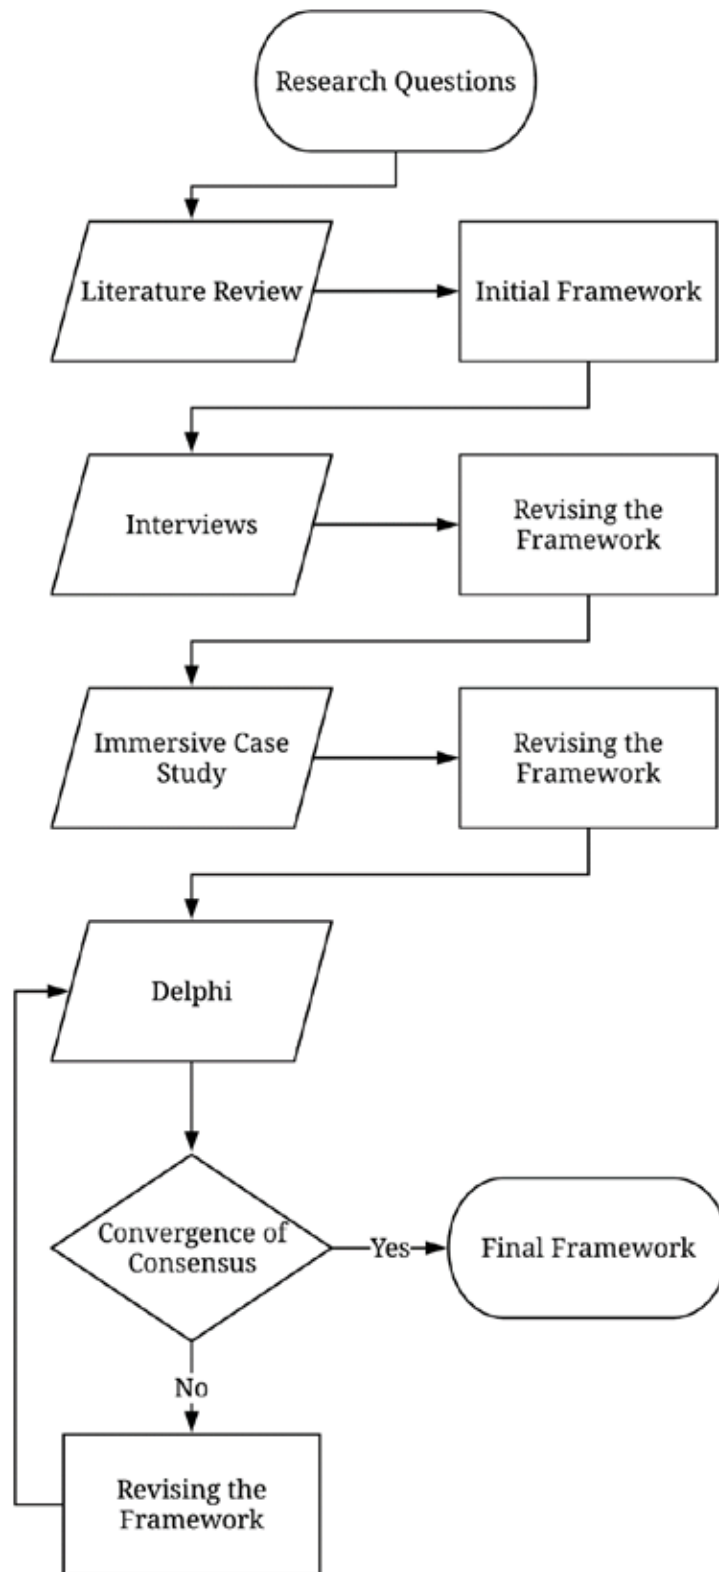 Research Questions
Literature Review
Initial Framework
Interviews
Revising the
Framework
Immersive Case
Study
Revising the
Framework
Delphi
Convergence of
Consensus
Yes
Final Framework
No
Revising the
Framework